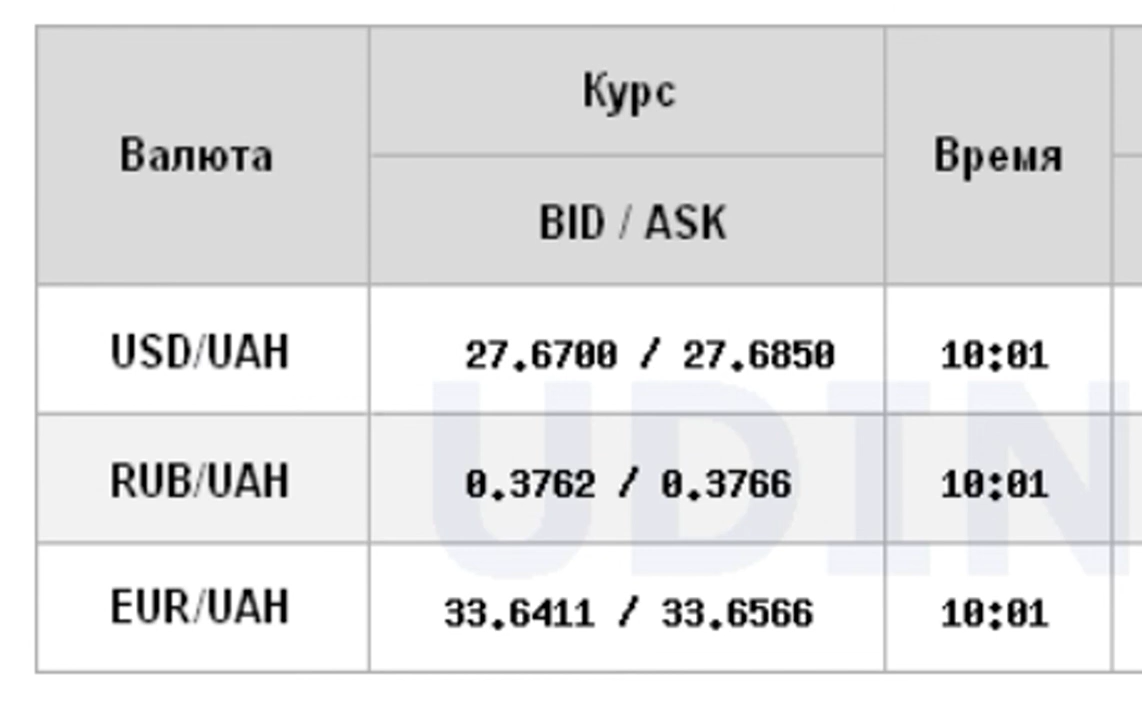 Валюта
Курс
BID / ASK
Время
USD/UAH 27.6700 / 27.6850 10:01
RUB/UAH 0.3762 / 0.3766 10:01
EUR/UAH 33.6411 / 33.6566 10:01
UDIN